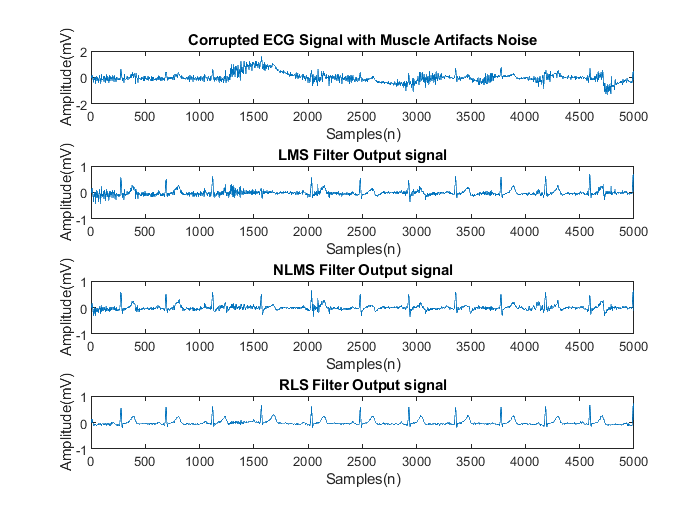 Corrupted ECG Signal with Muscle Artifacts Noise
Amplitude(mV)
2
0
-2
0 500 1000 1500 2000 2500 3000 3500 4000 4500 5000
Samples(n)
LMS Filter Output signal
Amplitude(mV)
1
0
-1
0 500 1000 1500 2000 2500 3000 3500 4000 4500 5000
Samples(n)
NLMS Filter Output signal
Amplitude(mV)
1
0
-1
0 500 1000 1500 2000 2500 3000 3500 4000 4500 5000
Samples(n)
RLS Filter Output signal
Amplitude(mV)
1
0
-1
0 500 1000 1500 2000 2500 3000 3500 4000 4500 5000
Samples(n)